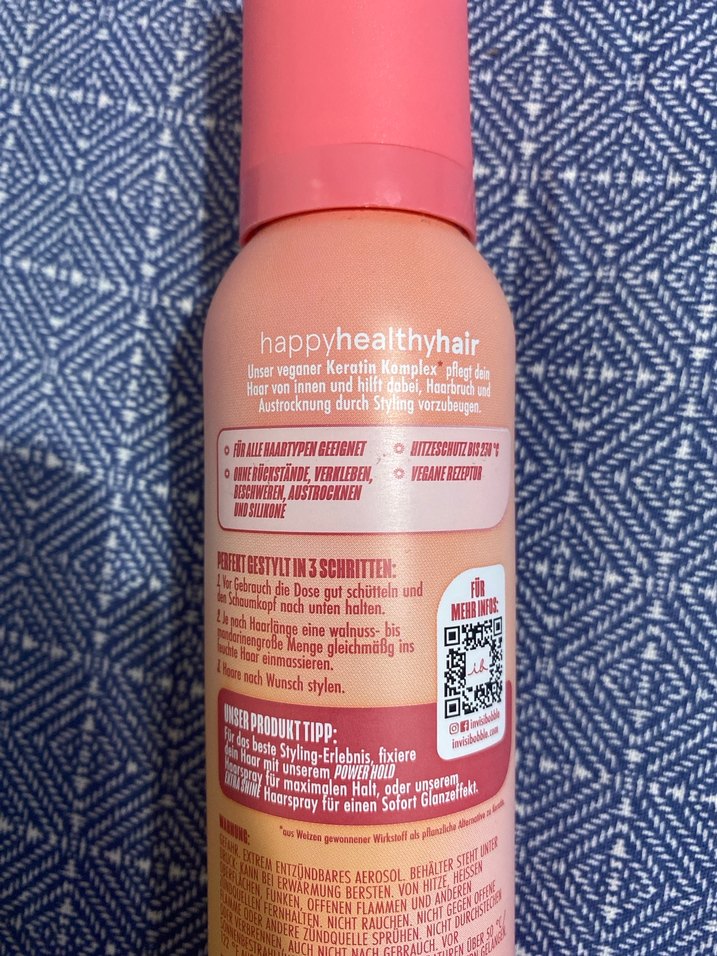 happyhealthyhair
Unser veganer Keratin Komplex* pflegt dein
Haar von innen und hilft dabei, Haarbruch und
Austrocknung durch Styling vorzubeugen.
FÜR ALLE HAARTYPEN GEEIGNET
OHNE RÜCKSTÄNDE, VERKLEBEN,
BESCHWEREN, AUSTROCKNEN
UND SILIKONE
HITZESCHUTZ BIS 230 °C
VEGANE REZEPTUR
PERFEKT GESTYLT IN 3 SCHRITTEN:
1. Vor Gebrauch die Dose gut schütteln und
den Schaumkopf nach unten halten.
2. Je nach Haarlänge eine walnuss- bis
mandarinengroße Menge gleichmäßig ins
feuchte Haar einmassieren.
3. Haare nach Wunsch stylen.
FÜR
MEHR INFOS:
ib
invisibobble
invisibobble.com
UNSER PRODUKT TIPP:
Für das beste Styling-Erlebnis, fixiere
dein Haar mit unserem POWER HOLD
Haarspray für maximalen Halt, oder unserem
EXTRA SHINE Haarspray für einen Sofort Glanzeffekt.
*aus Weizen gewonnener Wirkstoff als pflanzliche Alternative zu Keratin.
WARNUNG:
GEFAHR. EXTREM ENTZÜNDBARES AEROSOL. BEHÄLTER STEHT UNTER
DRUCK. KANN BEI ERWÄRMUNG BERSTEN. VON HITZE, HEISSEN
OBERFLÄCHEN, FUNKEN, OFFENEN FLAMMEN UND ANDEREN
ZÜNDQUELLEN FERNHALTEN. NICHT RAUCHEN. NICHT GEGEN OFFENE
FLAMME ODER ANDERE ZÜNDQUELLE SPRÜHEN. NICHT DURCHSTECHEN
ODER VERBRENNEN, AUCH NICHT NACH GEBRAUCH. VOR
SONNENBESTRAHLUNG ÜBER 50 °C /